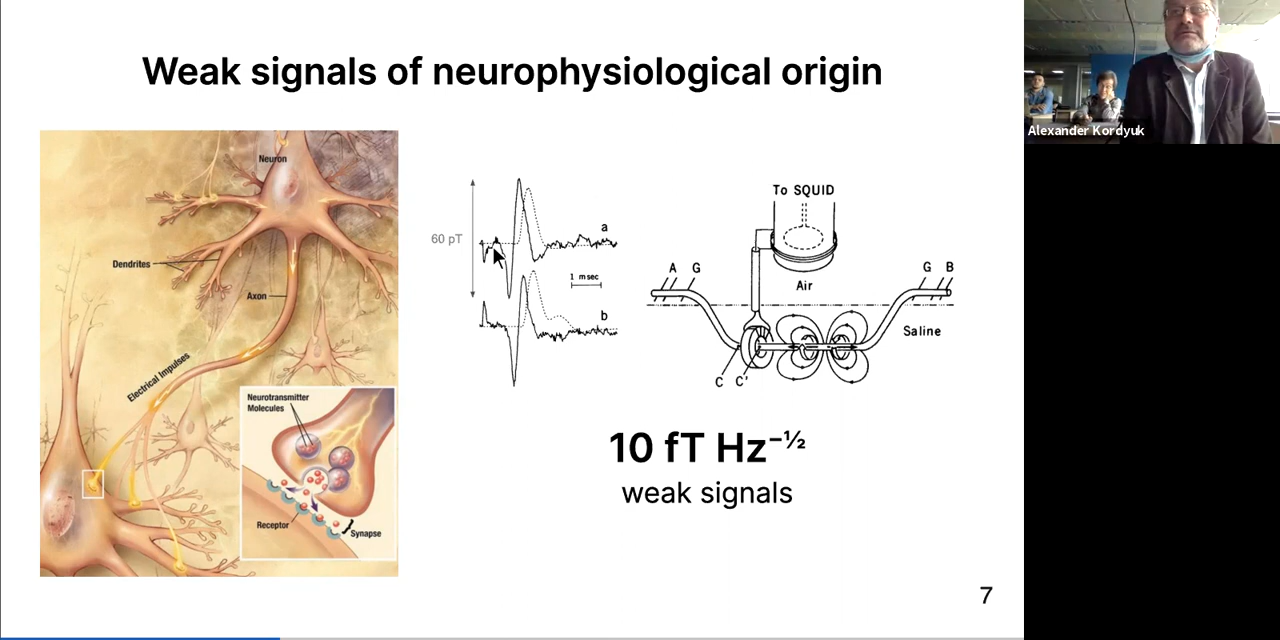 Weak signals of neurophysiological origin
Alexander Kordyuk
Neuron
Dendrites
Axon
Electrical Impulses
Neurotransmitter
Molecules
Receptor
Synapse
60 pT
a
1 msec
b
To SQUID
A G
G B
Air
Saline
C C'
10 fT Hz⁻¹⁄²
weak signals
7